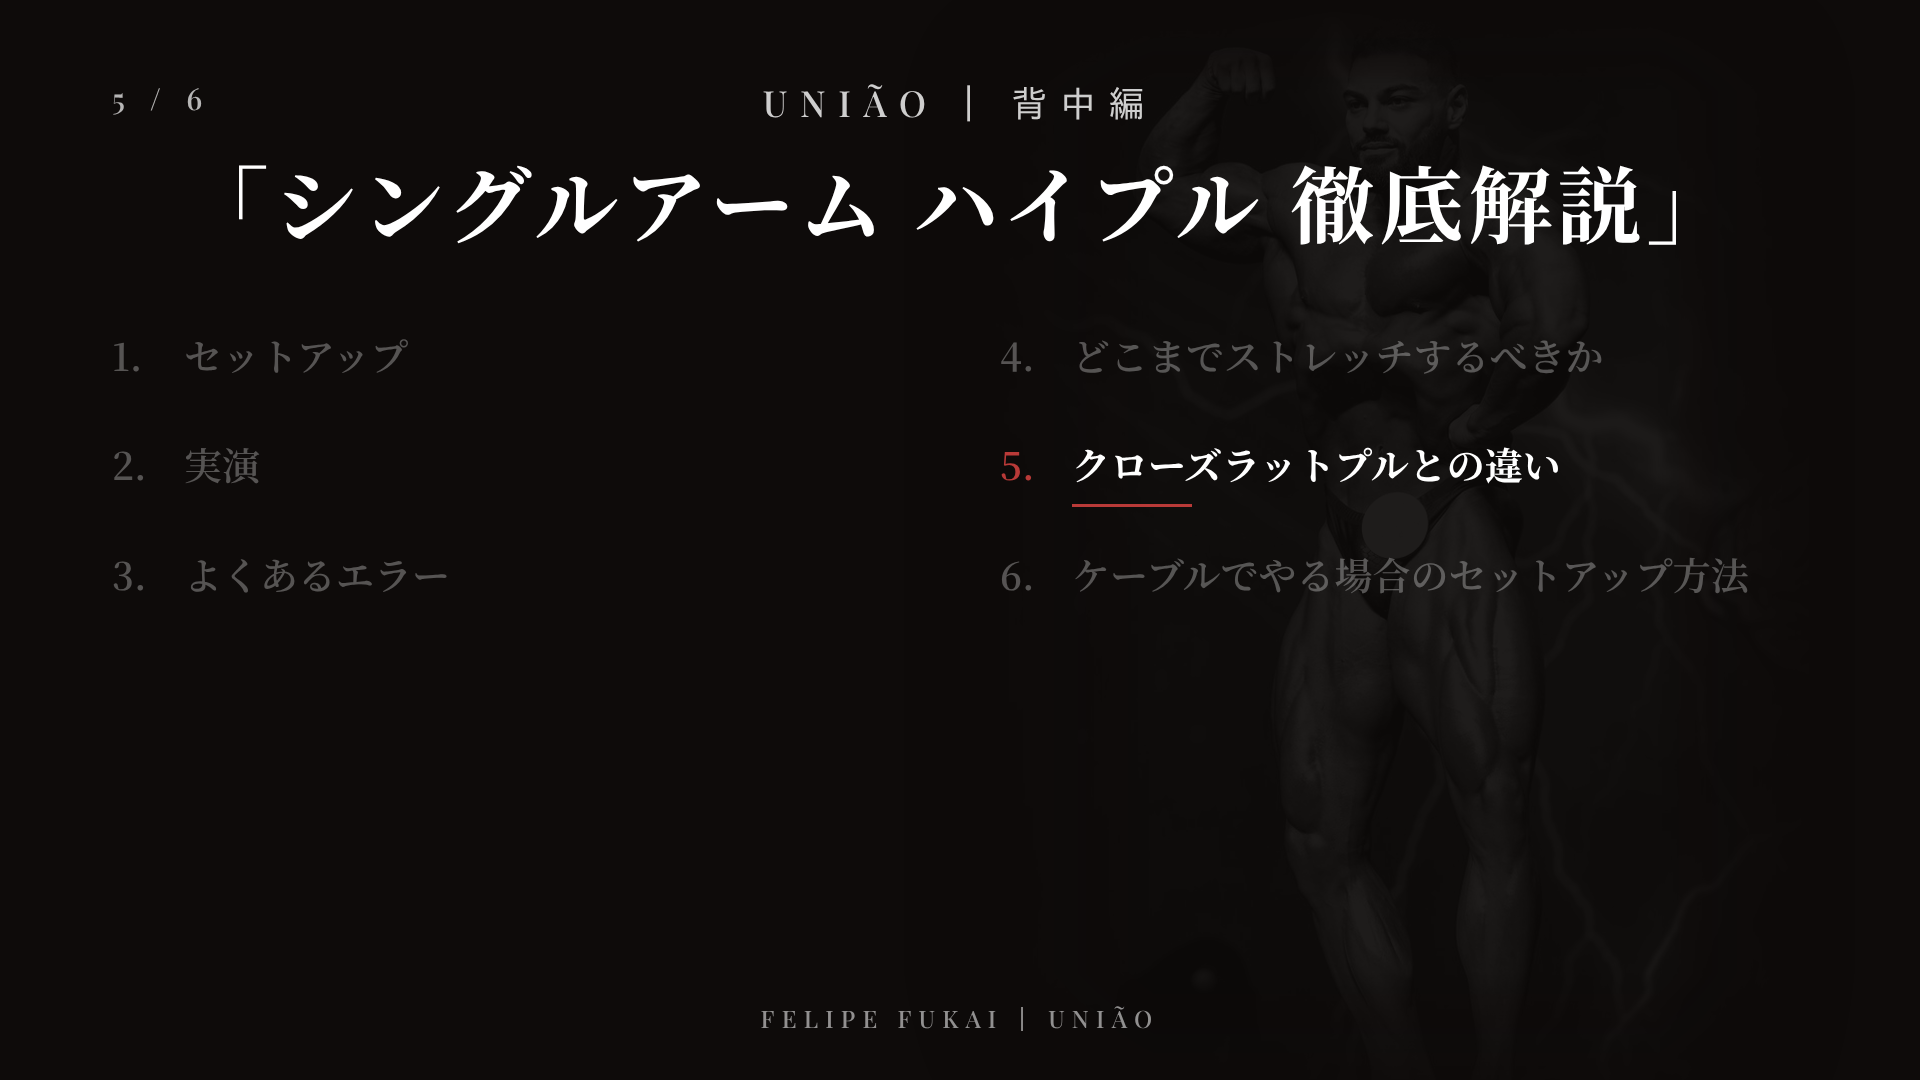 5 / 6
UNIÃO | 背中編
「シングルアーム ハイプル 徹底解説」
1. セットアップ
2. 実演
3. よくあるエラー
4. どこまでストレッチするべきか
5. クローズラットプルとの違い
6. ケーブルでやる場合のセットアップ方法
FELIPE FUKAI | UNIÃO